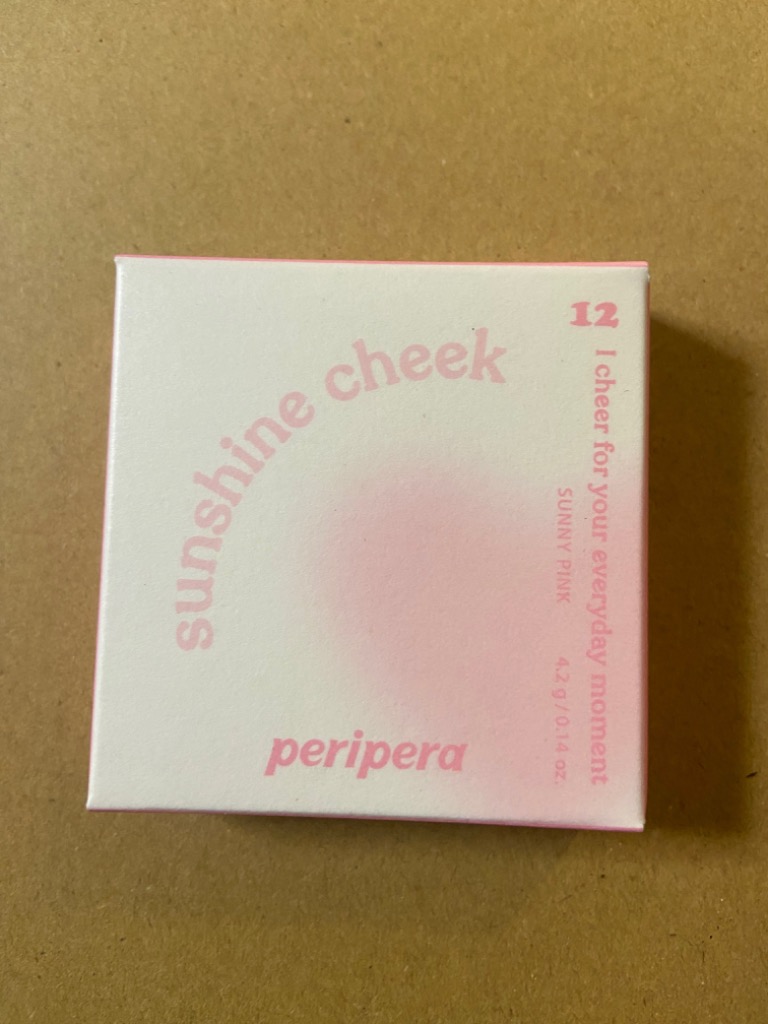 12
I cheer for your everyday moment
SUNNY PINK 4.2 g / 0.14 oz.
sunshine cheek
peripera